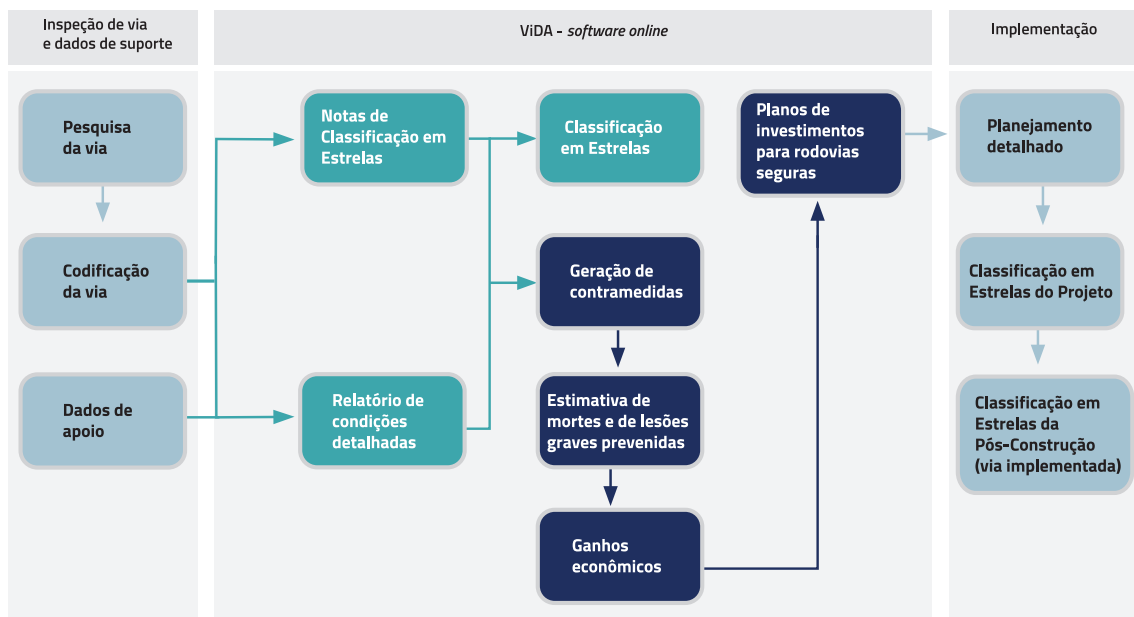 Inspeção de via
e dados de suporte
ViDA - software online
Implementação
Pesquisa
da via
Codificação
da via
Dados de
apoio
Notas de
Classificação em
Estrelas
Relatório de
condições
detalhadas
Classificação
em Estrelas
Geração de
contramedidas
Estimativa de
mortes e de lesões
graves prevenidas
Ganhos
econômicos
Planos de
investimentos
para rodovias
seguras
Planejamento
detalhado
Classificação em
Estrelas do Projeto
Classificação em
Estrelas da
Pós-Construção
(via implementada)